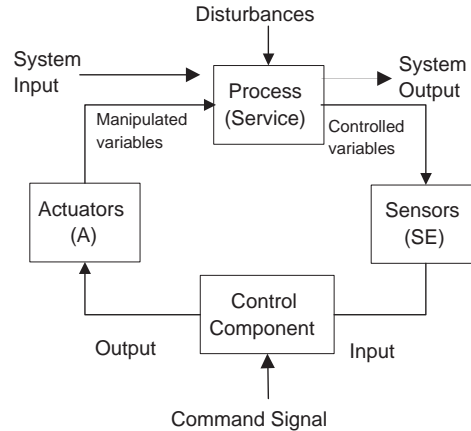 Disturbances
System
Input
Process
(Service)
System
Output
Manipulated
variables
Controlled
variables
Actuators
(A)
Sensors
(SE)
Control
Component
Output
Input
Command Signal